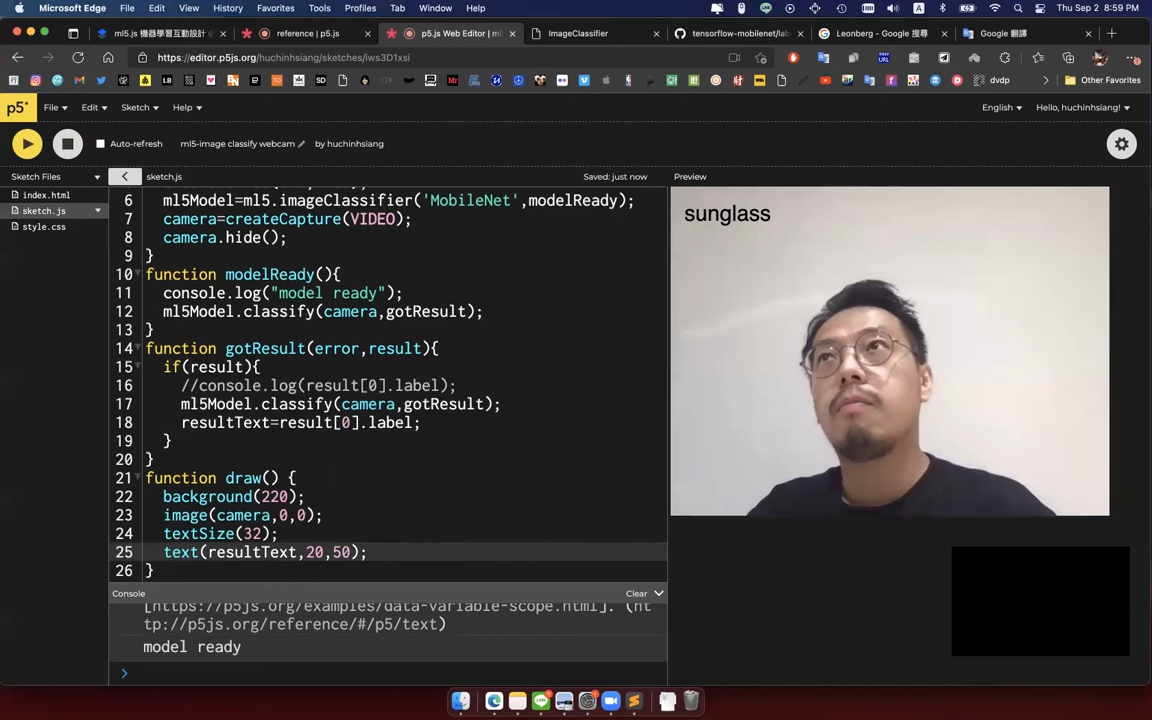 Microsoft Edge File Edit View History Favorites Tools Profiles Tab Window Help Thu Sep 2 8:59 PM
ml5.js 機器學習互動設計 reference | p5.js p5.js Web Editor | ml ImageClassifier tensorflow-mobilenet/lab Leonberg - Google 搜尋 Google 翻譯
https://editor.p5js.org/huchinhsiang/sketches/iws3D1xsi
dvdp Other Favorites
p5* File Edit Sketch Help English Hello, huchinhsiang!
Auto-refresh ml5-image classify webcam by huchinhsiang
Sketch Files sketch.js Saved: just now Preview
index.html
sketch.js
style.css
6 ml5Model=ml5.imageClassifier('MobileNet',modelReady);
7 camera=createCapture(VIDEO);
8 camera.hide();
9 }
10 function modelReady(){
11 console.log("model ready");
12 ml5Model.classify(camera,gotResult);
13 }
14 function gotResult(error,result){
15 if(result){
16 //console.log(result[0].label);
17 ml5Model.classify(camera,gotResult);
18 resultText=result[0].label;
19 }
20 }
21 function draw() {
22 background(220);
23 image(camera,0,0);
24 textSize(32);
25 text(resultText,20,50);
26 }
sunglass
Console Clear
[https://p5js.org/examples/data-variable-scope.html]. (ht
tp://p5js.org/reference/#/p5/text)
model ready